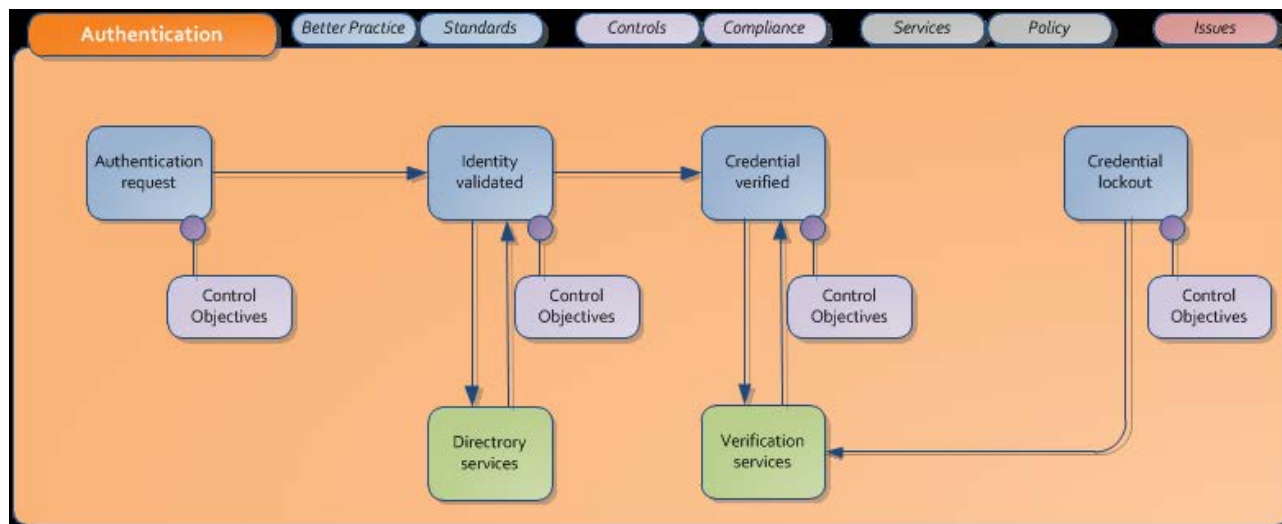 Authentication
Better Practice
Standards
Controls
Compliance
Services
Policy
Issues
Authentication
request
Identity
validated
Credential
verified
Credential
lockout
Control
Objectives
Control
Objectives
Control
Objectives
Control
Objectives
Directrory
services
Verification
services